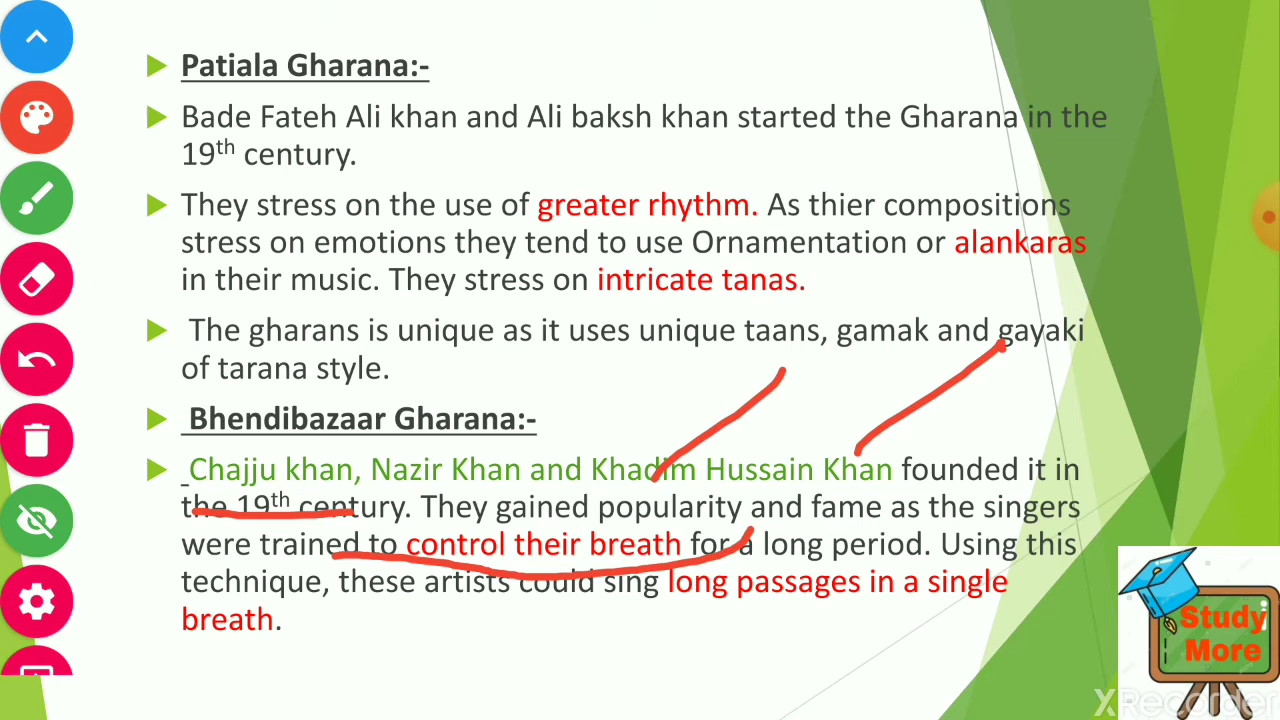 Patiala Gharana:-
Bade Fateh Ali khan and Ali baksh khan started the Gharana in the
19th century.
They stress on the use of greater rhythm. As thier compositions
stress on emotions they tend to use Ornamentation or alankaras
in their music. They stress on intricate tanas.
The gharans is unique as it uses unique taans, gamak and gayaki
of tarana style.
Bhendibazaar Gharana:-
Chajju khan, Nazir Khan and Khadim Hussain Khan founded it in
the 19th century. They gained popularity and fame as the singers
were trained to control their breath for a long period. Using this
technique, these artists could sing long passages in a single
breath.
Study
More
XRecorder